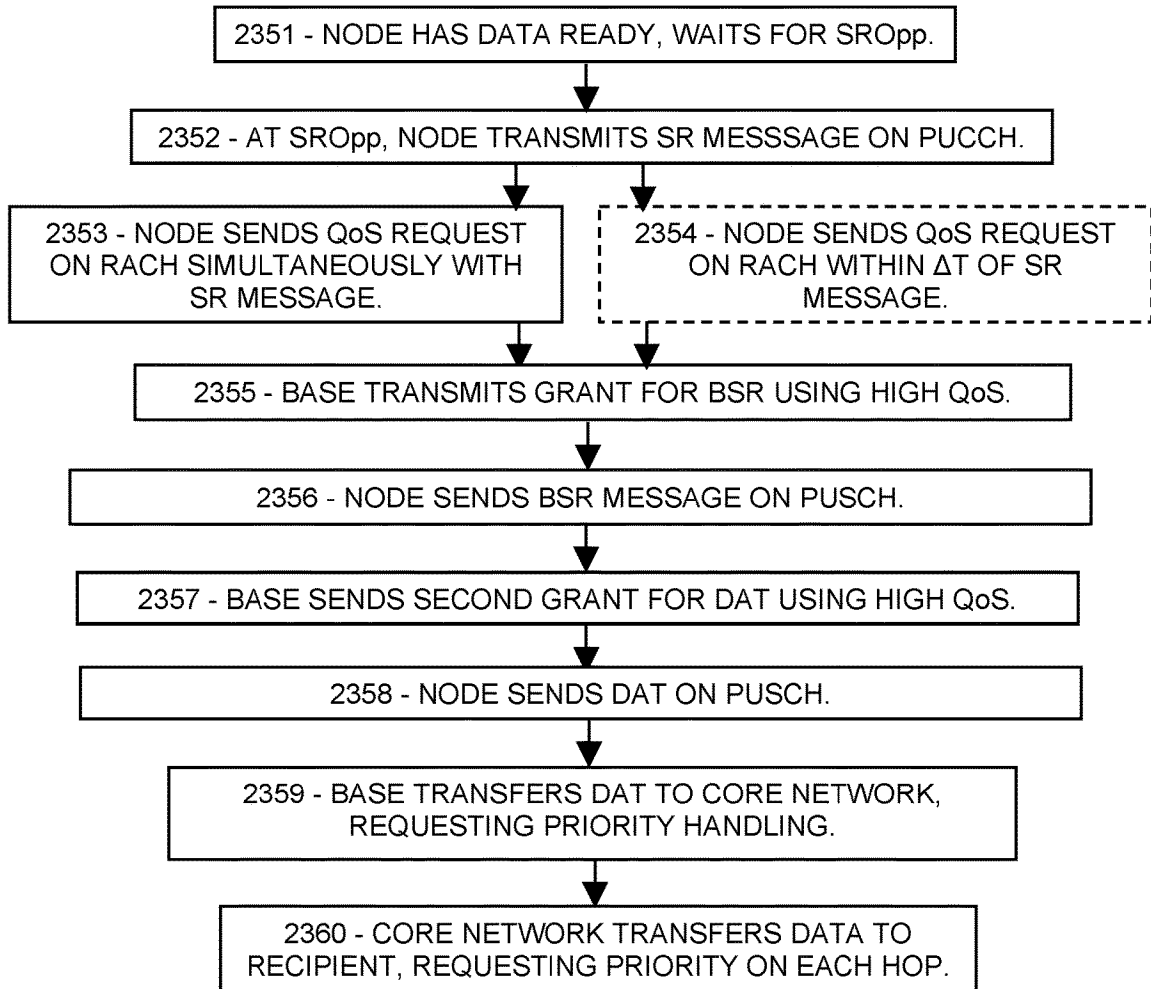 2351 - NODE HAS DATA READY, WAITS FOR SROpp.
2352 - AT SROpp, NODE TRANSMITS SR MESSSAGE ON PUCCH.
2353 - NODE SENDS QoS REQUEST
ON RACH SIMULTANEOUSLY WITH
SR MESSAGE.
2354 - NODE SENDS QoS REQUEST
ON RACH WITHIN ΔT OF SR
MESSAGE.
2355 - BASE TRANSMITS GRANT FOR BSR USING HIGH QoS.
2356 - NODE SENDS BSR MESSAGE ON PUSCH.
2357 - BASE SENDS SECOND GRANT FOR DAT USING HIGH QoS.
2358 - NODE SENDS DAT ON PUSCH.
2359 - BASE TRANSFERS DAT TO CORE NETWORK,
REQUESTING PRIORITY HANDLING.
2360 - CORE NETWORK TRANSFERS DATA TO
RECIPIENT, REQUESTING PRIORITY ON EACH HOP.